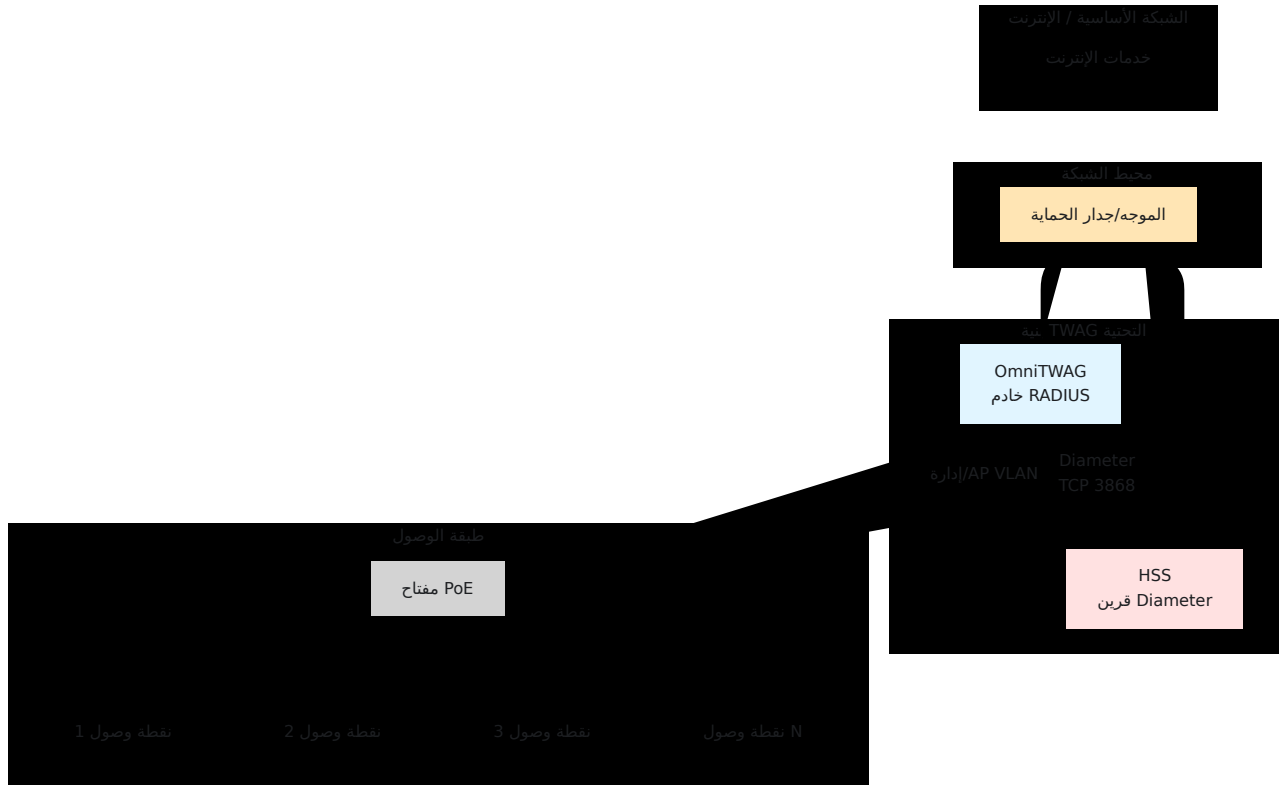 الشبكة الأساسية / الإنترنت
خدمات الإنترنت
محيط الشبكة
الموجه/جدار الحماية
التحتية TWAG
OmniTWAG
خادم RADIUS
إدارة/AP VLAN
Diameter
TCP 3868
طبقة الوصول
مفتاح PoE
HSS
قرين Diameter
نقطة وصول 1
نقطة وصول 2
نقطة وصول 3
نقطة وصول N